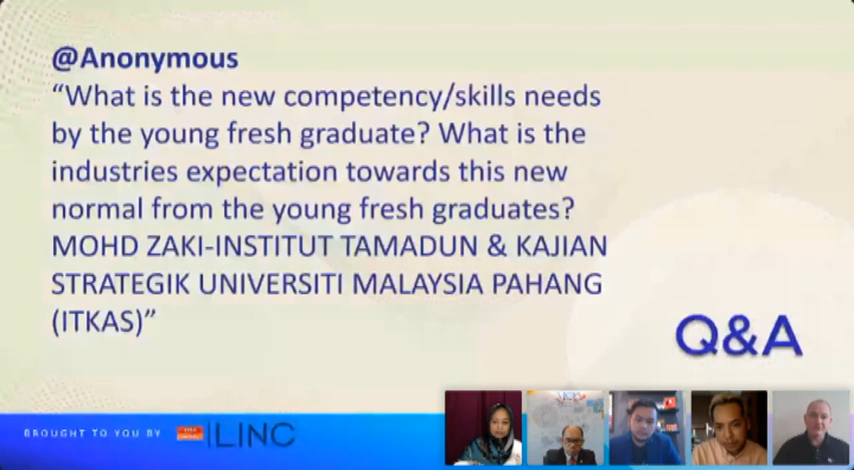 @Anonymous
“What is the new competency/skills needs
by the young fresh graduate? What is the
industries expectation towards this new
normal from the young fresh graduates?
MOHD ZAKI-INSTITUT TAMADUN & KAJIAN
STRATEGIK UNIVERSITI MALAYSIA PAHANG
(ITKAS)”
Q&A
BROUGHT TO YOU BY
ILINC